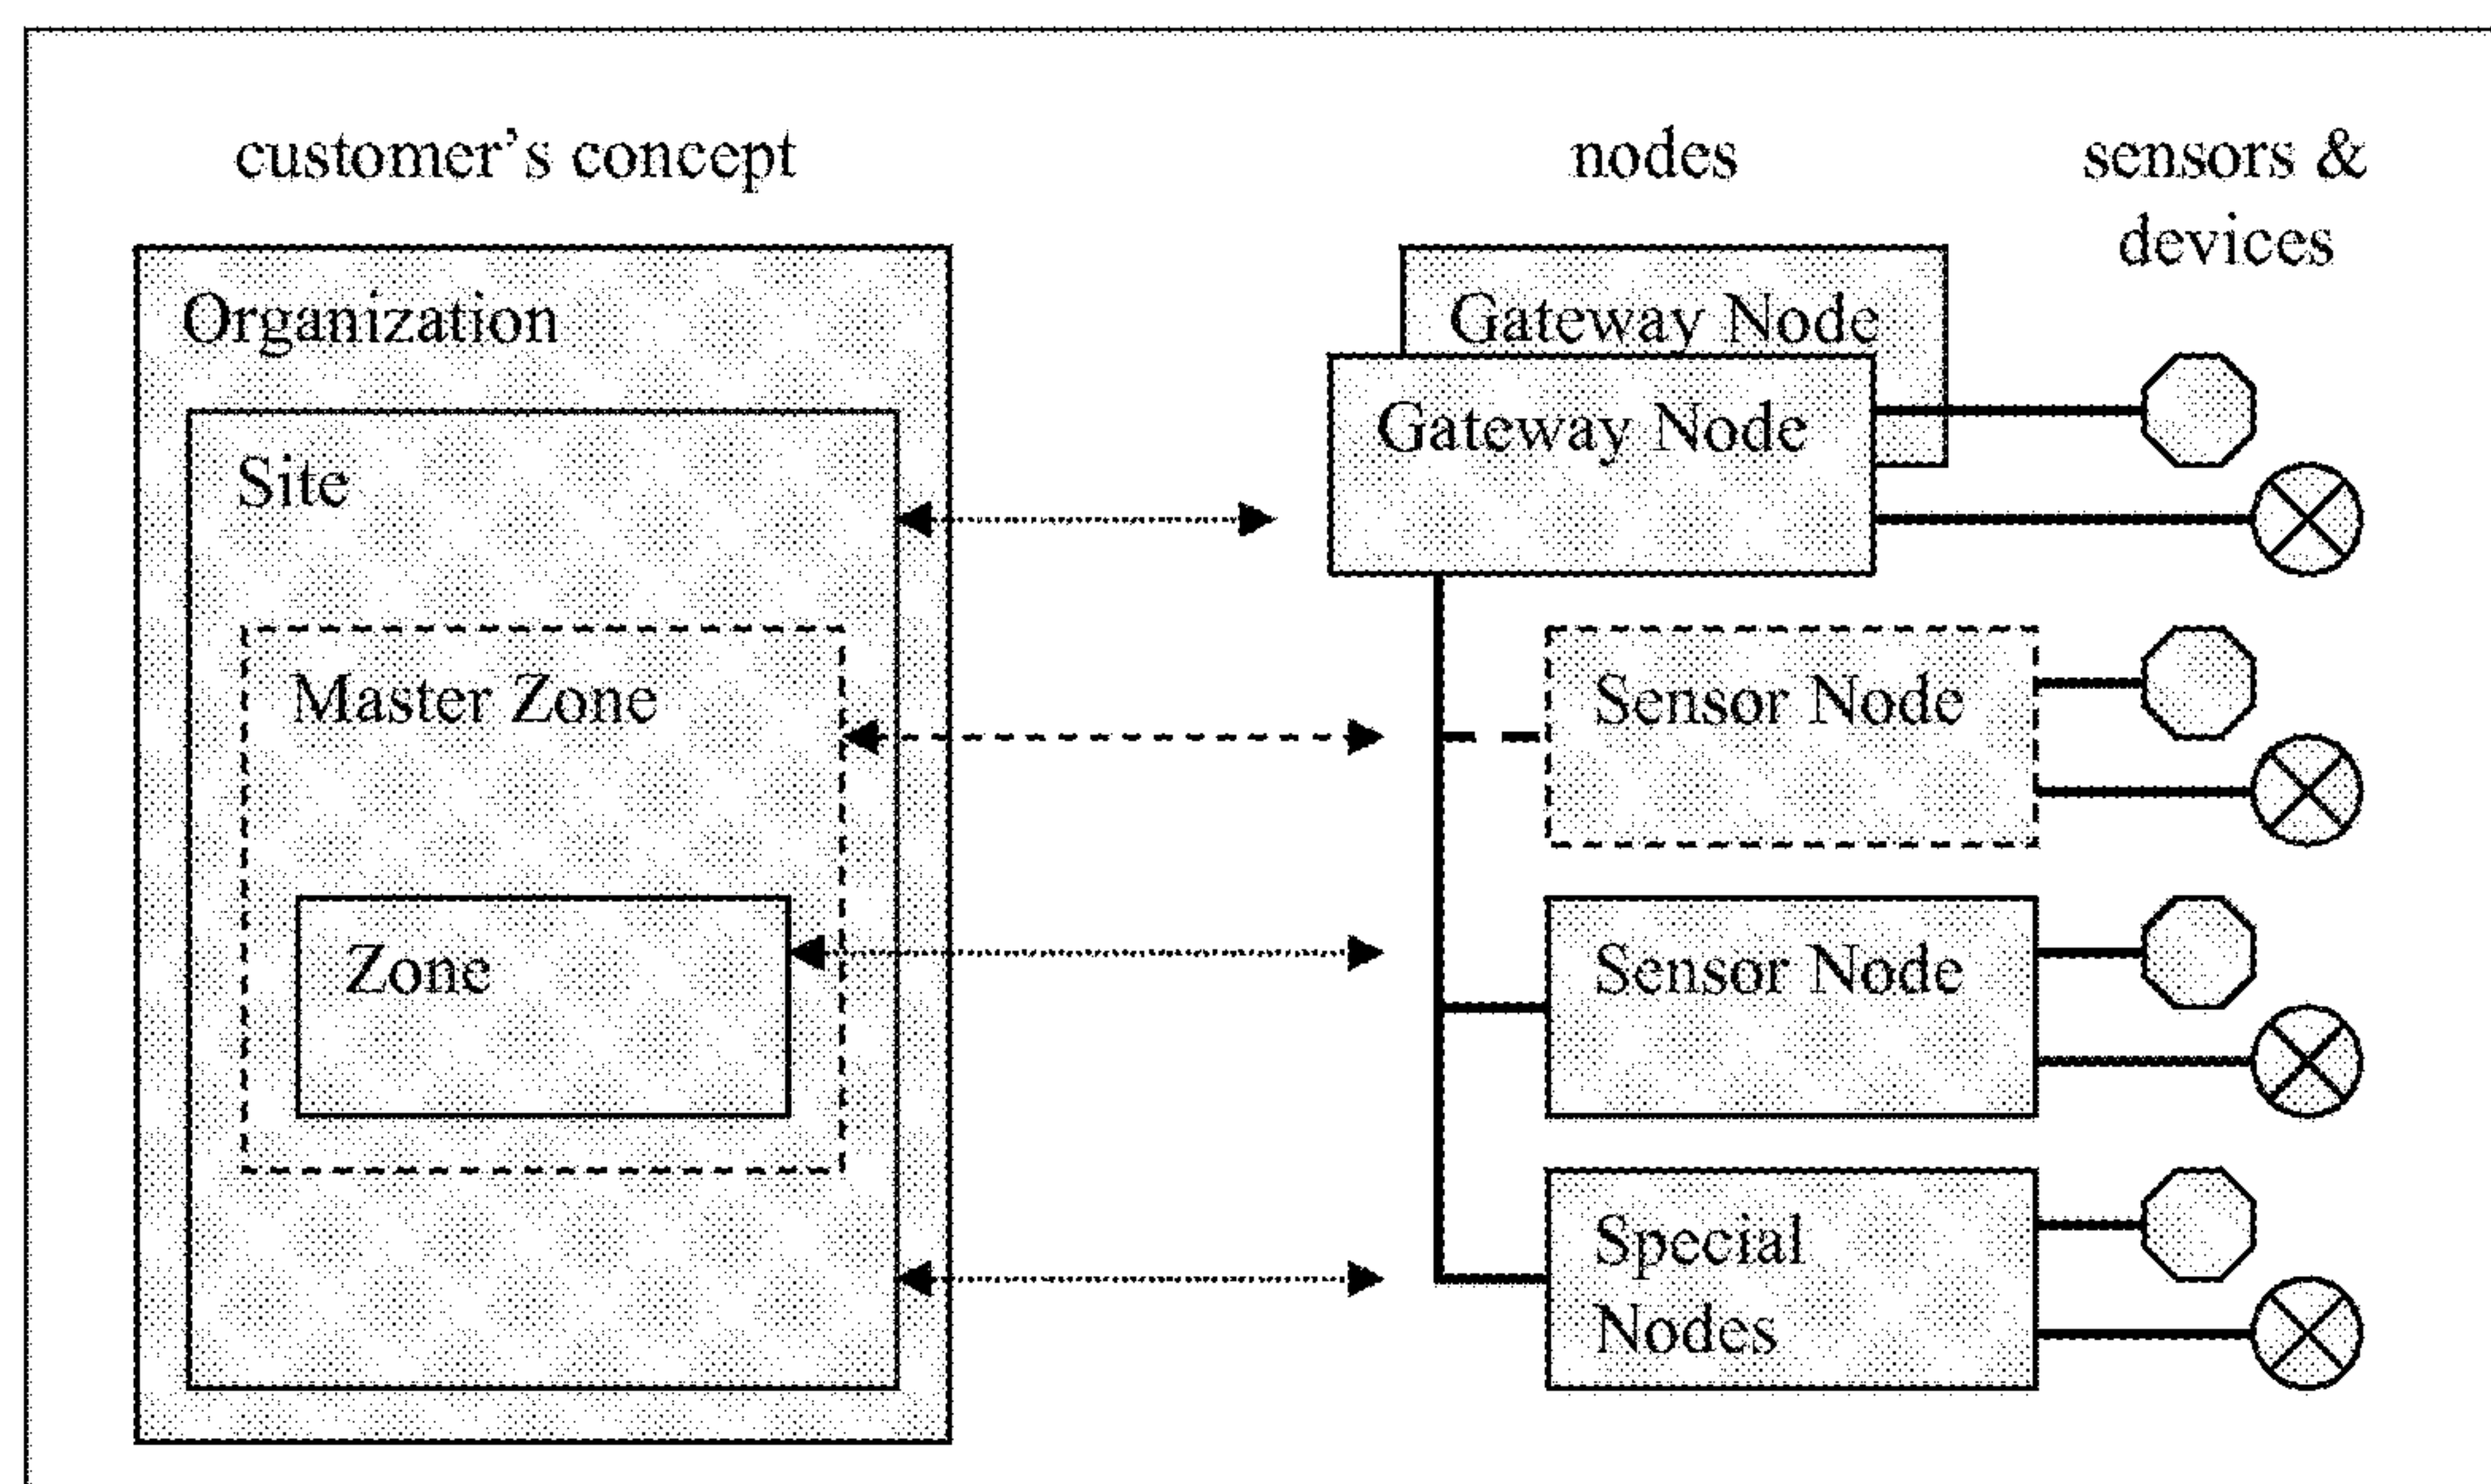 customer's concept
nodes
sensors &
devices
Organization
Site
Master Zone
Zone
Gateway Node
Gateway Node
Sensor Node
Sensor Node
Special
Nodes